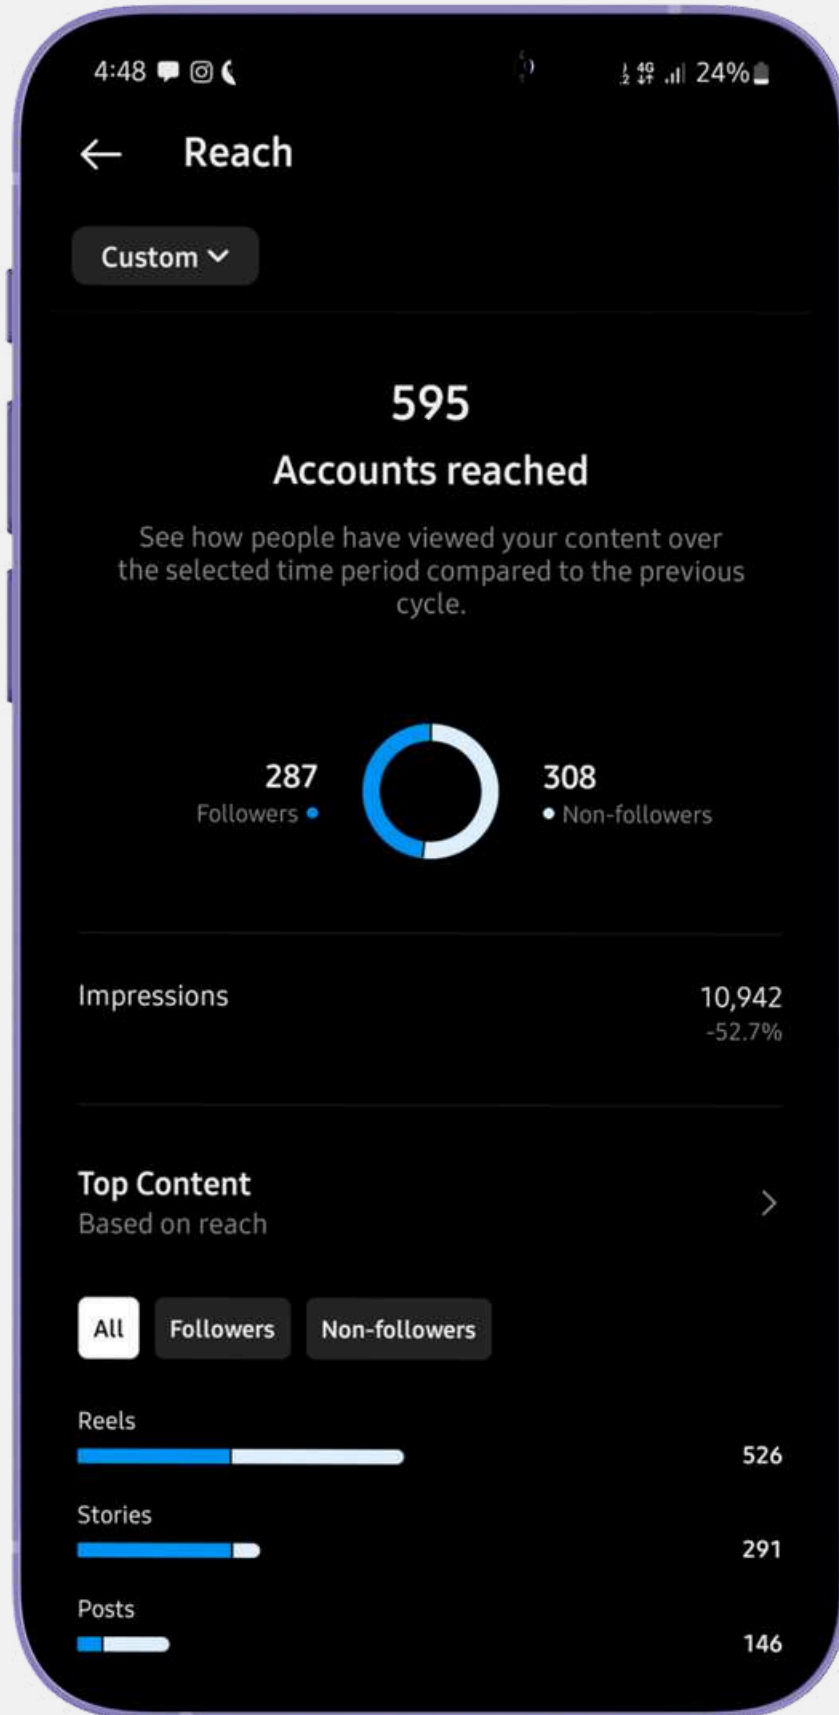 4:48
4G 24%
Reach
Custom
595
Accounts reached
See how people have viewed your content over
the selected time period compared to the previous
cycle.
287
Followers
308
Non-followers
Impressions
10,942
-52.7%
Top Content
Based on reach
All Followers Non-followers
Reels
526
Stories
291
Posts
146